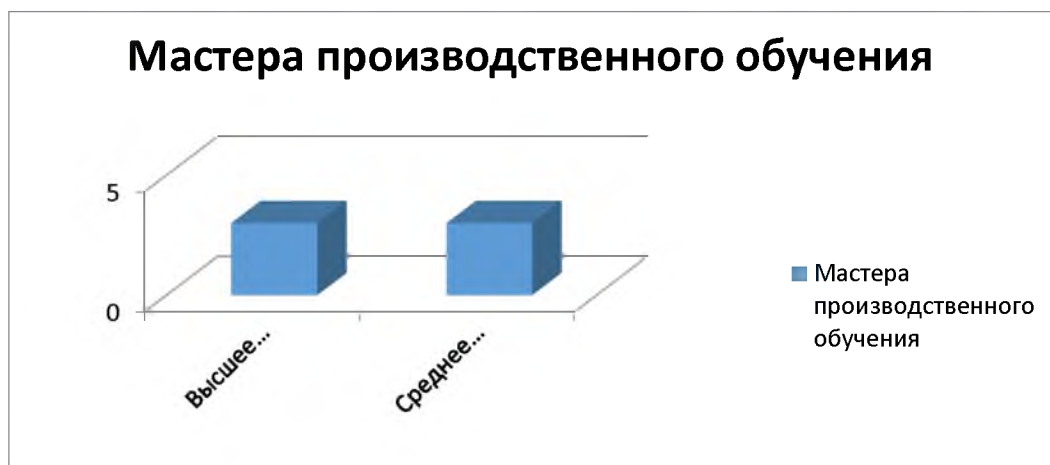 Мастера производственного обучения
5
0
Высшее...
Среднее...
Мастера
производственного
обучения